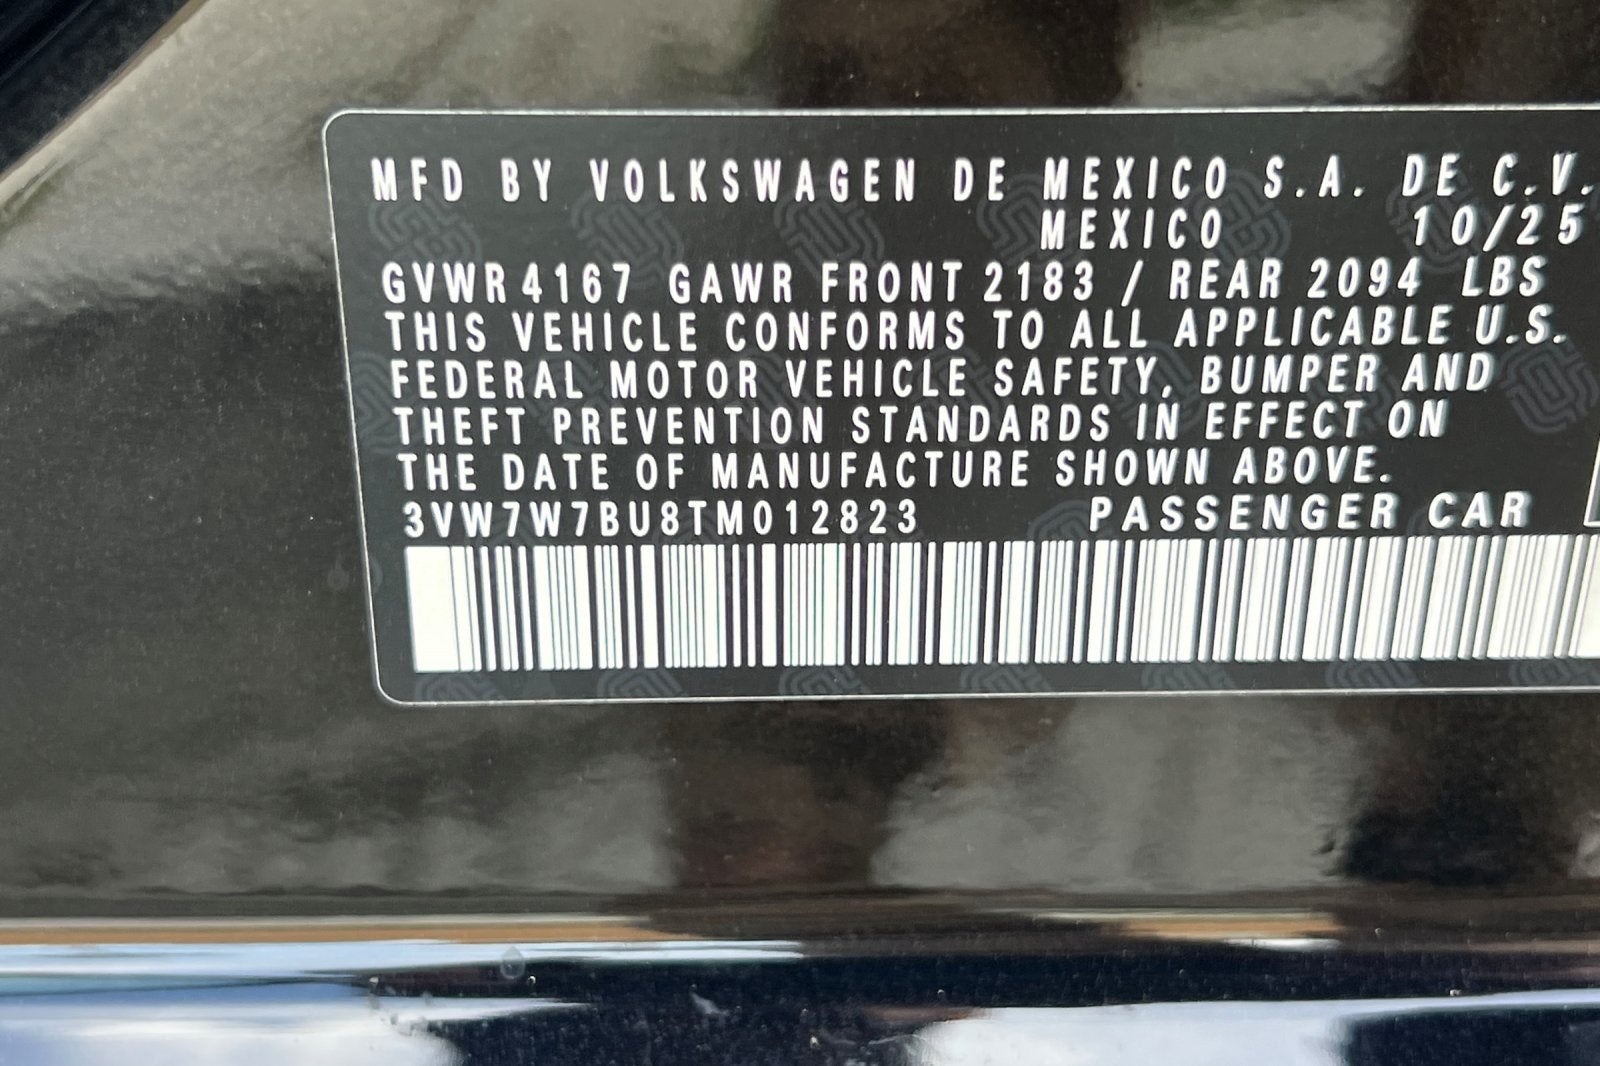 MFD BY VOLKSWAGEN DE MEXICO S.A. DE C.V.
MEXICO 10/25
GVWR 4167 GAWR FRONT 2183 / REAR 2094 LBS
THIS VEHICLE CONFORMS TO ALL APPLICABLE U.S.
FEDERAL MOTOR VEHICLE SAFETY, BUMPER AND
THEFT PREVENTION STANDARDS IN EFFECT ON
THE DATE OF MANUFACTURE SHOWN ABOVE.
3VW7W7BU8TM012823 PASSENGER CAR